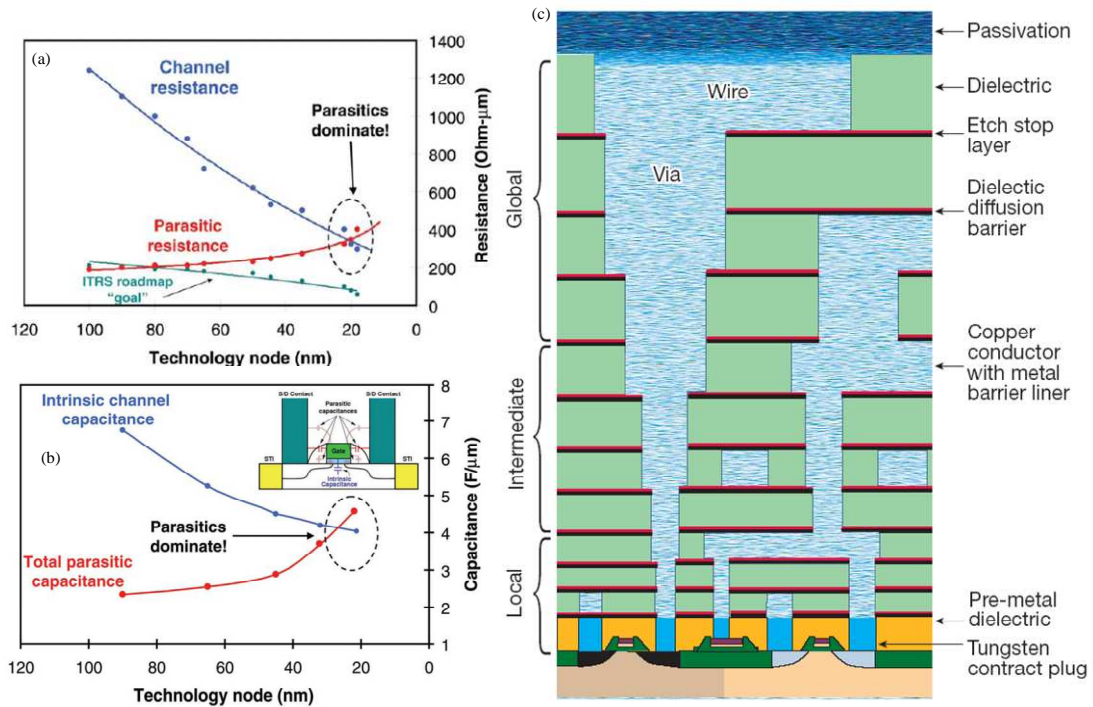 (a)
Channel
resistance
Parasitics
dominate!
Parasitic
resistance
ITRS roadmap
"goal"
1400
1200
1000
800
600
400
200
0
Resistance (Ohm-μm)
120 100 80 60 40 20 0
Technology node (nm)
(b)
Intrinsic channel
capacitance
S/D Contact
Parasitic
capacitances
S/D Contact
Gate
STI
STI
Intrinsic
Capacitance
Parasitics
dominate!
Total parasitic
capacitance
8
7
6
5
4
3
2
1
Capacitance (F/μm)
120 100 80 60 40 20 0
Technology node (nm)
(c)
Global
Intermediate
Local
Wire
Via
Passivation
Dielectric
Etch stop
layer
Dielectic
diffusion
barrier
Copper
conductor
with metal
barrier liner
Pre-metal
dielectric
Tungsten
contract plug